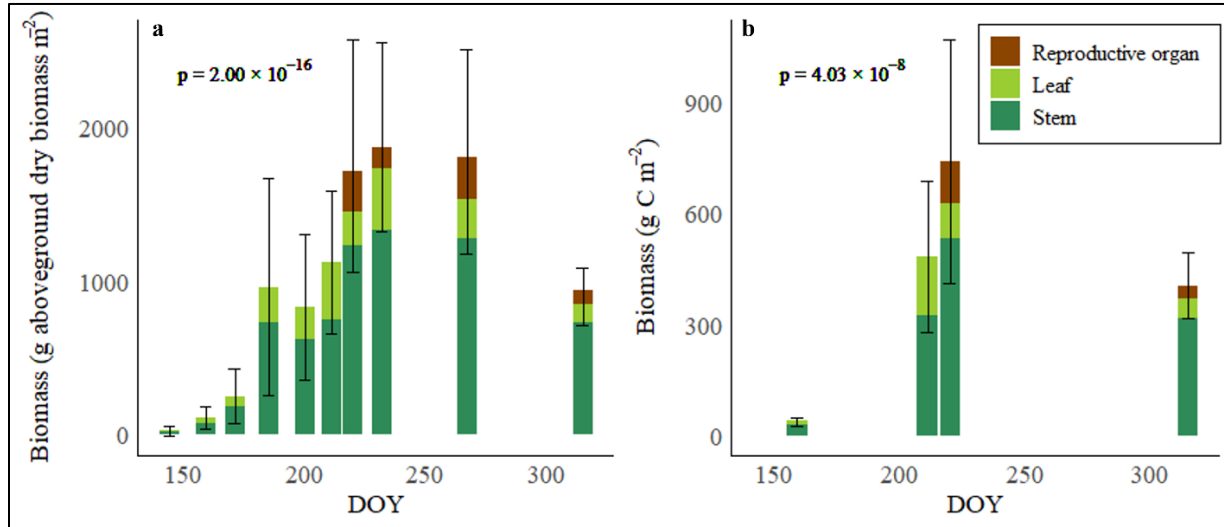 a
p = 2.00 × 10⁻¹⁶
Biomass (g aboveground dry biomass m⁻²)
2000
1000
0
150
200
250
300
DOY
b
p = 4.03 × 10⁻⁸
Reproductive organ
Leaf
Stem
Biomass (g C m⁻²)
900
600
300
0
150
200
250
300
DOY